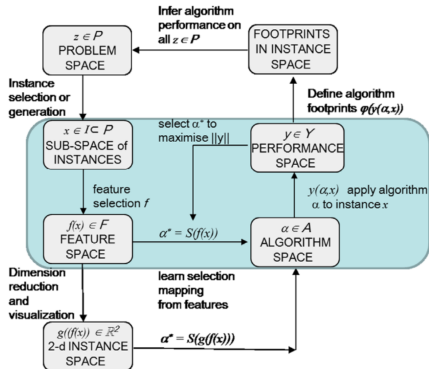 Infer algorithm
performance on
all z ∈ P
z ∈ P
PROBLEM
SPACE
FOOTPRINTS
IN INSTANCE
SPACE
Instance
selection or
generation
Define algorithm
footprints φ(y(α,x))
x ∈ I ⊂ P
SUB-SPACE of
INSTANCES
select α* to
maximise ||y||
y ∈ Y
PERFORMANCE
SPACE
feature
selection f
y(α,x) apply algorithm
α to instance x
f(x) ∈ F
FEATURE
SPACE
α* = S(f(x))
α ∈ A
ALGORITHM
SPACE
Dimension
reduction
and
visualization
learn selection
mapping
from features
g((f(x)) ∈ ℝ²
2-d INSTANCE
SPACE
α* = S(g(f(x)))